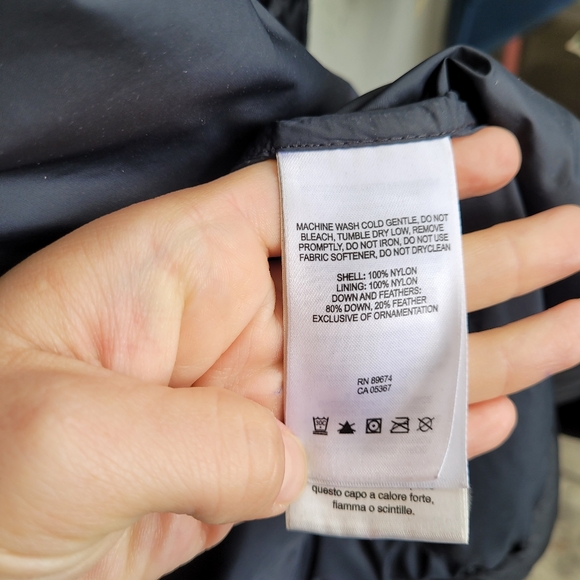 MACHINE WASH COLD GENTLE, DO NOT
BLEACH, TUMBLE DRY LOW, REMOVE
PROMPTLY, DO NOT IRON, DO NOT USE
FABRIC SOFTENER, DO NOT DRYCLEAN
SHELL: 100% NYLON
LINING: 100% NYLON
DOWN AND FEATHERS:
80% DOWN, 20% FEATHER
EXCLUSIVE OF ORNAMENTATION
RN 89674
CA 05367
questo capo a calore forte,
fiamma o scintille.